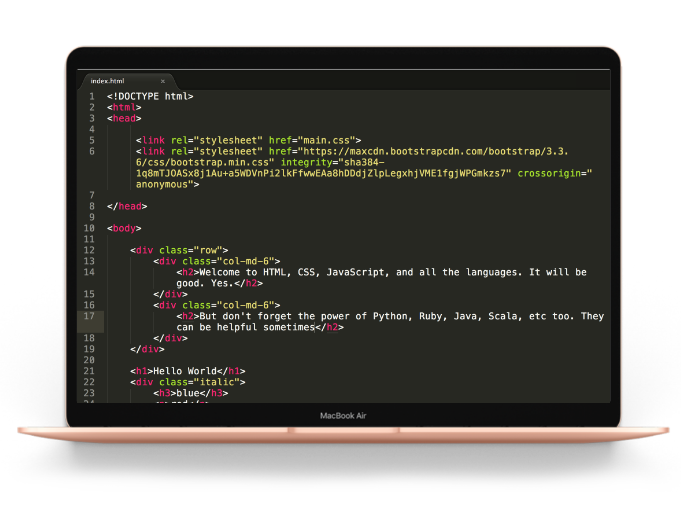 index.html ×
1 <!DOCTYPE html>
2 <html>
3 <head>
4
5 <link rel="stylesheet" href="main.css">
6 <link rel="stylesheet" href="https://maxcdn.bootstrapcdn.com/bootstrap/3.3.
6/css/bootstrap.min.css" integrity="sha384-
1q8mTJOASx8j1Au+a5WDVnPi2lkFfwwEAa8hDDdjZlpLegxhjVME1fgjWPGmkzs7" crossorigin="
anonymous">
7
8 </head>
9
10 <body>
11
12 <div class="row">
13 <div class="col-md-6">
14 <h2>Welcome to HTML, CSS, JavaScript, and all the languages. It will be
good. Yes.</h2>
15 </div>
16 <div class="col-md-6">
17 <h2>But don't forget the power of Python, Ruby, Java, Scala, etc too. They
can be helpful sometimes</h2>
18 </div>
19 </div>
20
21 <h1>Hello World</h1>
22 <div class="italic">
23 <h3>blue</h3>
MacBook Air